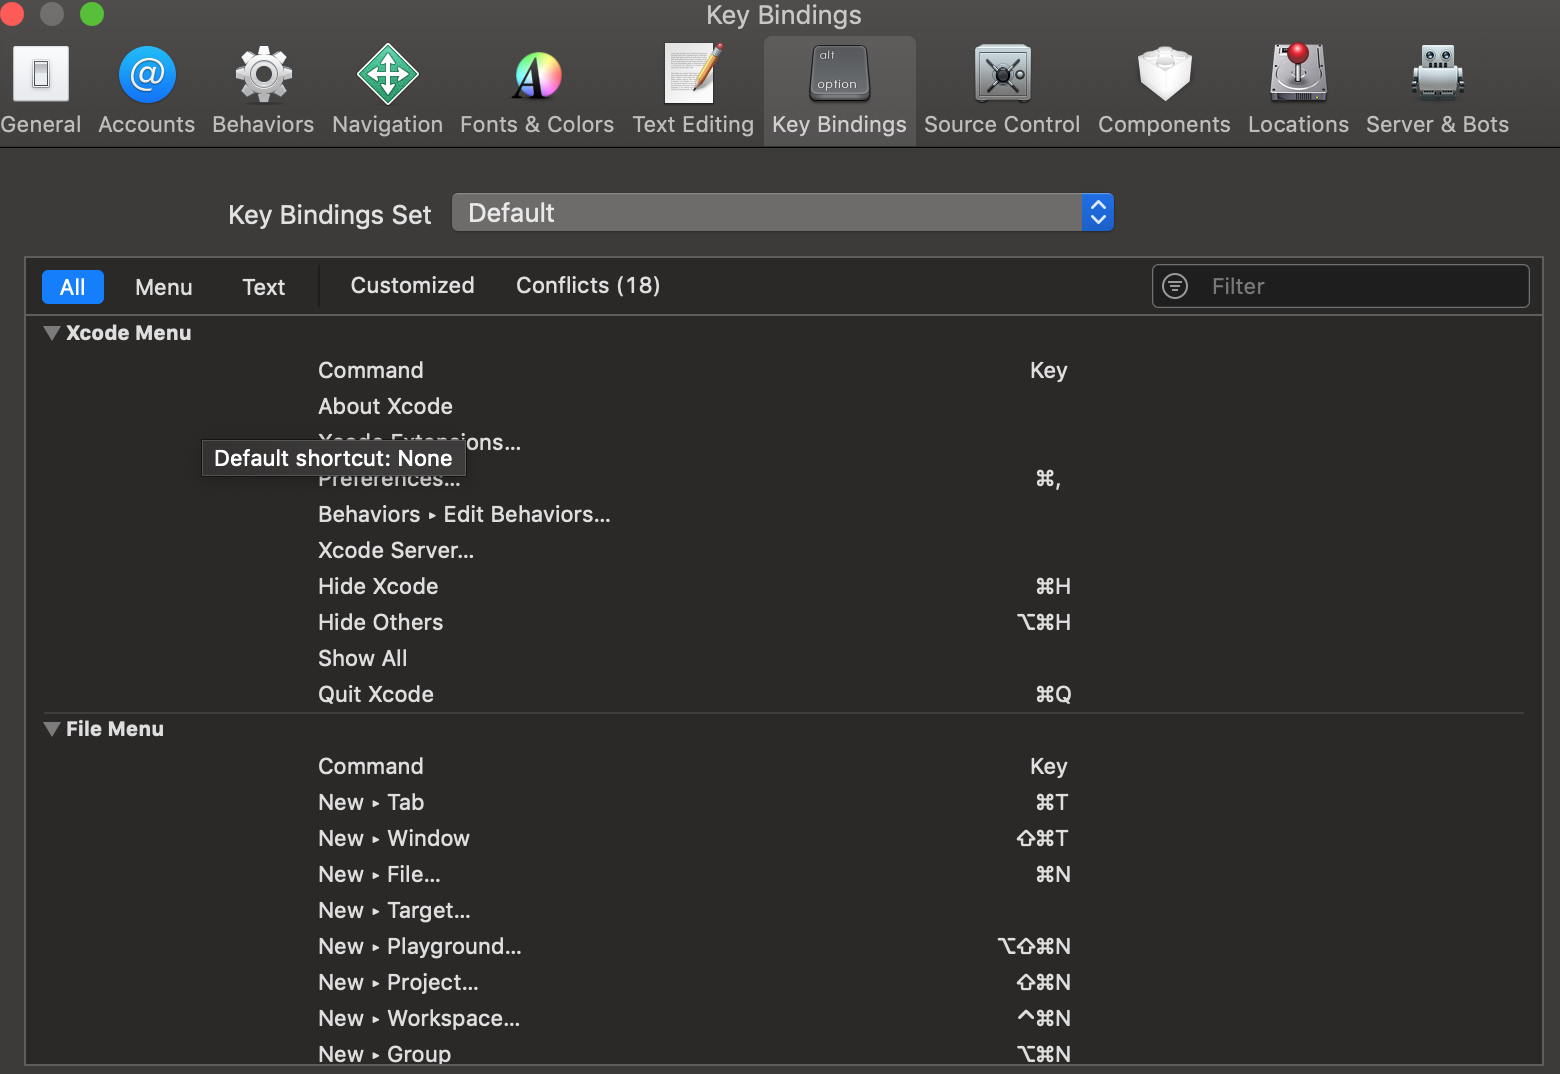 Key Bindings
alt
option
General Accounts Behaviors Navigation Fonts & Colors Text Editing Key Bindings Source Control Components Locations Server & Bots
Key Bindings Set Default
All Menu Text Customized Conflicts (18) Filter
Xcode Menu
Command Key
About Xcode
Xcode Extensions...
Default shortcut: None
Preferences... ⌘,
Behaviors ▸ Edit Behaviors...
Xcode Server...
Hide Xcode ⌘H
Hide Others ⌥⌘H
Show All
Quit Xcode ⌘Q
File Menu
Command Key
New ▸ Tab ⌘T
New ▸ Window ⇧⌘T
New ▸ File... ⌘N
New ▸ Target...
New ▸ Playground... ⌥⇧⌘N
New ▸ Project... ⇧⌘N
New ▸ Workspace... ^⌘N
New ▸ Group ⌥⌘N